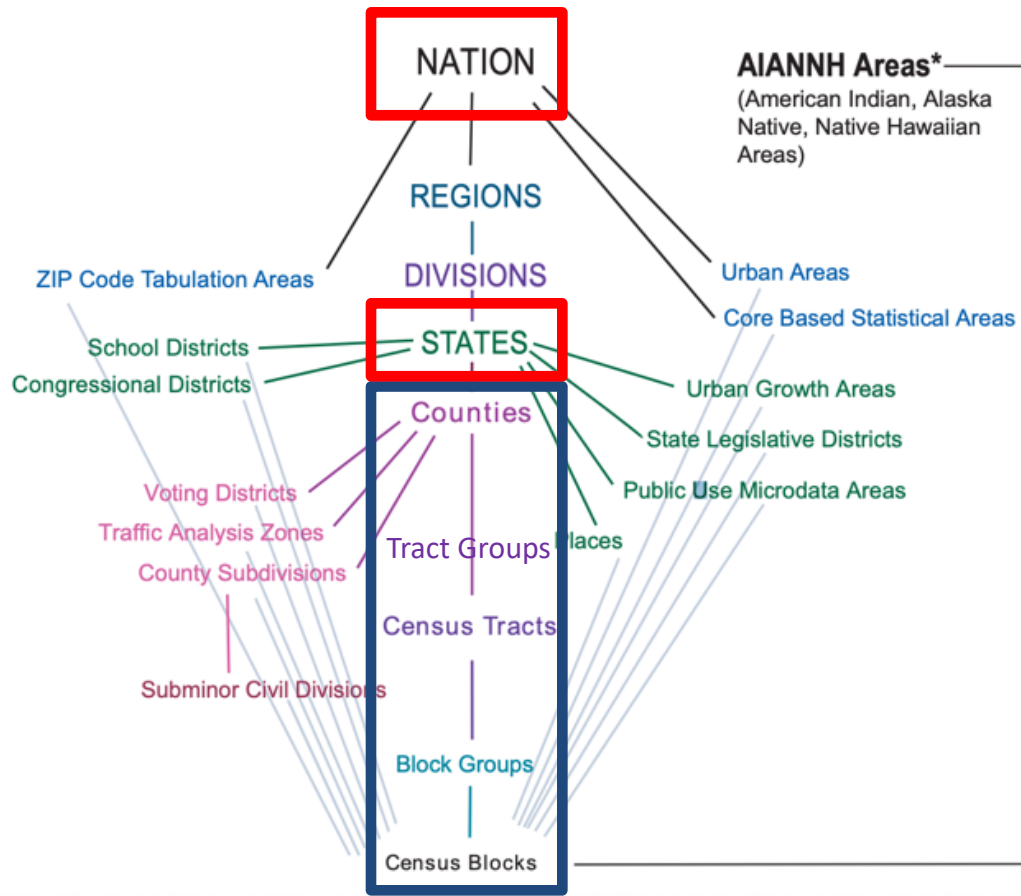 NATION
AIANNH Areas*
(American Indian, Alaska
Native, Native Hawaiian
Areas)
REGIONS
ZIP Code Tabulation Areas
DIVISIONS
Urban Areas
Core Based Statistical Areas
School Districts
STATES
Congressional Districts
Urban Growth Areas
Counties
State Legislative Districts
Voting Districts
Public Use Microdata Areas
Traffic Analysis Zones
Tract Groups
Places
County Subdivisions
Census Tracts
Subminor Civil Divisions
Block Groups
Census Blocks